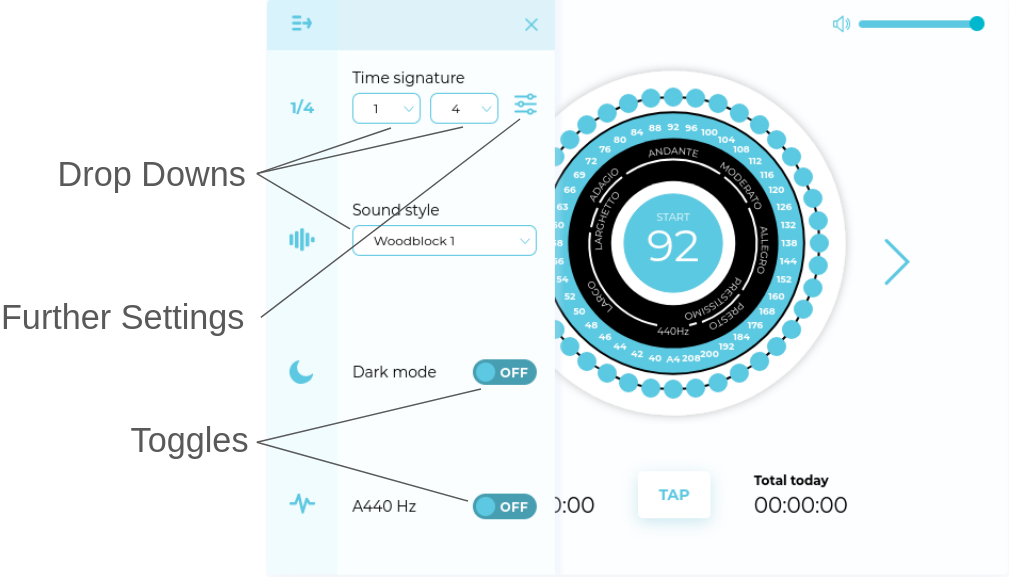 Time signature
1/4
1
4
Drop Downs
Sound style
Woodblock 1
Further Settings
Dark mode
OFF
Toggles
A440 Hz
OFF
92 96 100 104 108 112 116 120 126 132 138 144 152 160 168 176 184 192 200 208 A4 40 42 44 46 48 50 52 54 63 66 69 72 76 80 84 88
ANDANTE
MODERATO
ALLEGRO
PRESTO
PRESTISSIMO
440Hz
LARGO
LARGHETTO
ADAGIO
START
92
:00
TAP
Total today
00:00:00